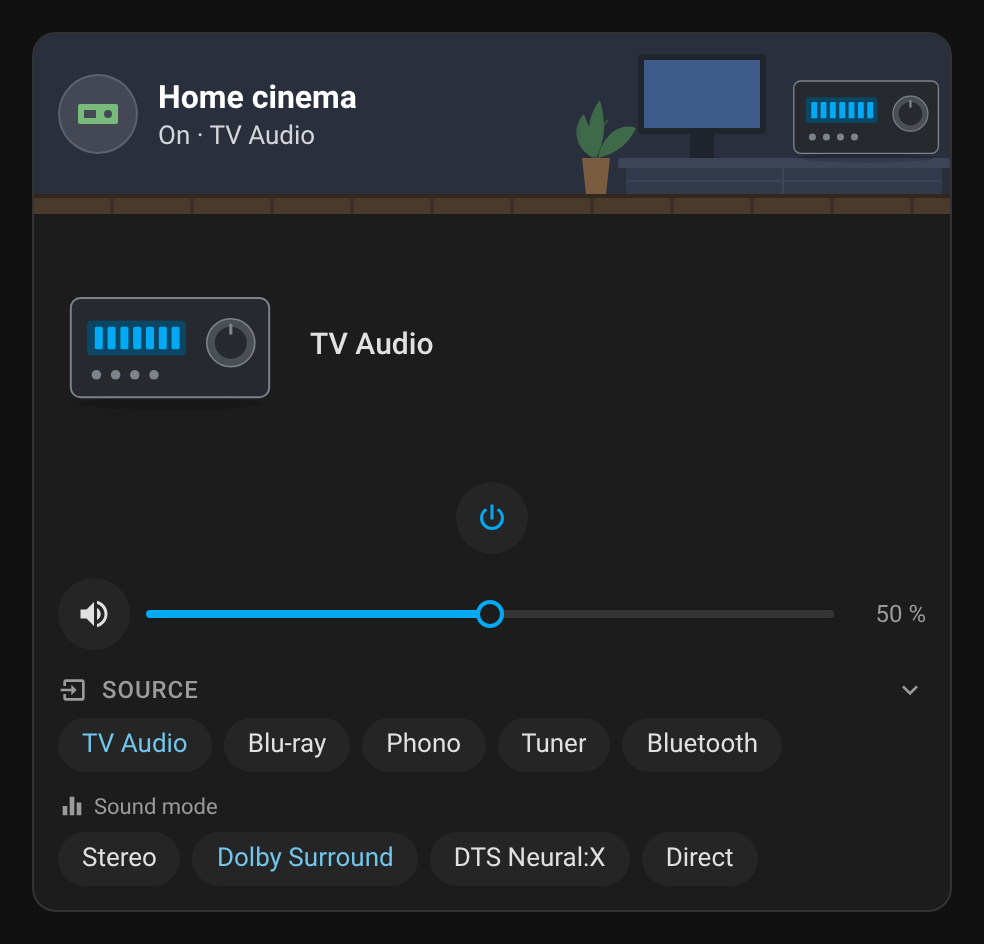 Home cinema
On · TV Audio
TV Audio
50 %
SOURCE
TV Audio Blu-ray Phono Tuner Bluetooth
Sound mode
Stereo Dolby Surround DTS Neural:X Direct